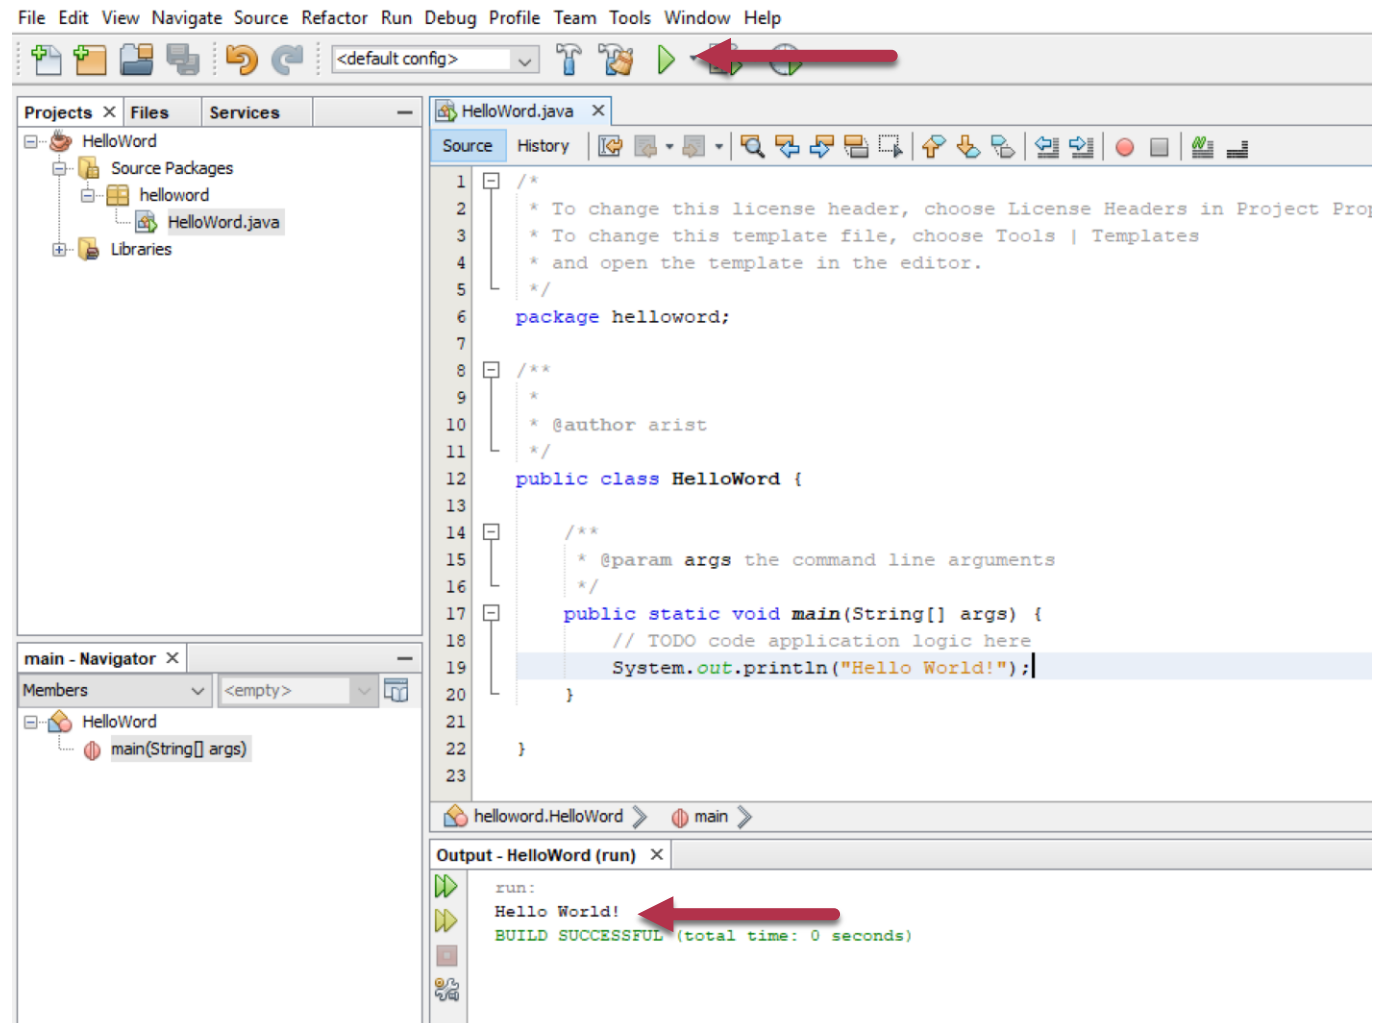 File Edit View Navigate Source Refactor Run Debug Profile Team Tools Window Help
<default config>
Projects Files Services
HelloWord
Source Packages
helloword
HelloWord.java
Libraries
main - Navigator
Members <empty>
HelloWord
main(String[] args)
HelloWord.java
Source History
1 /*
2 * To change this license header, choose License Headers in Project
3 * To change this template file, choose Tools | Templates
4 * and open the template in the editor.
5 */
6 package helloword;
7
8 /**
9 *
10 * @author arist
11 */
12 public class HelloWord {
13
14 /**
15 * @param args the command line arguments
16 */
17 public static void main(String[] args) {
18 // TODO code application logic here
19 System.out.println("Hello World!");
20 }
21
22 }
23
helloword.HelloWord main
Output - HelloWord (run)
run:
Hello World!
BUILD SUCCESSFUL (total time: 0 seconds)